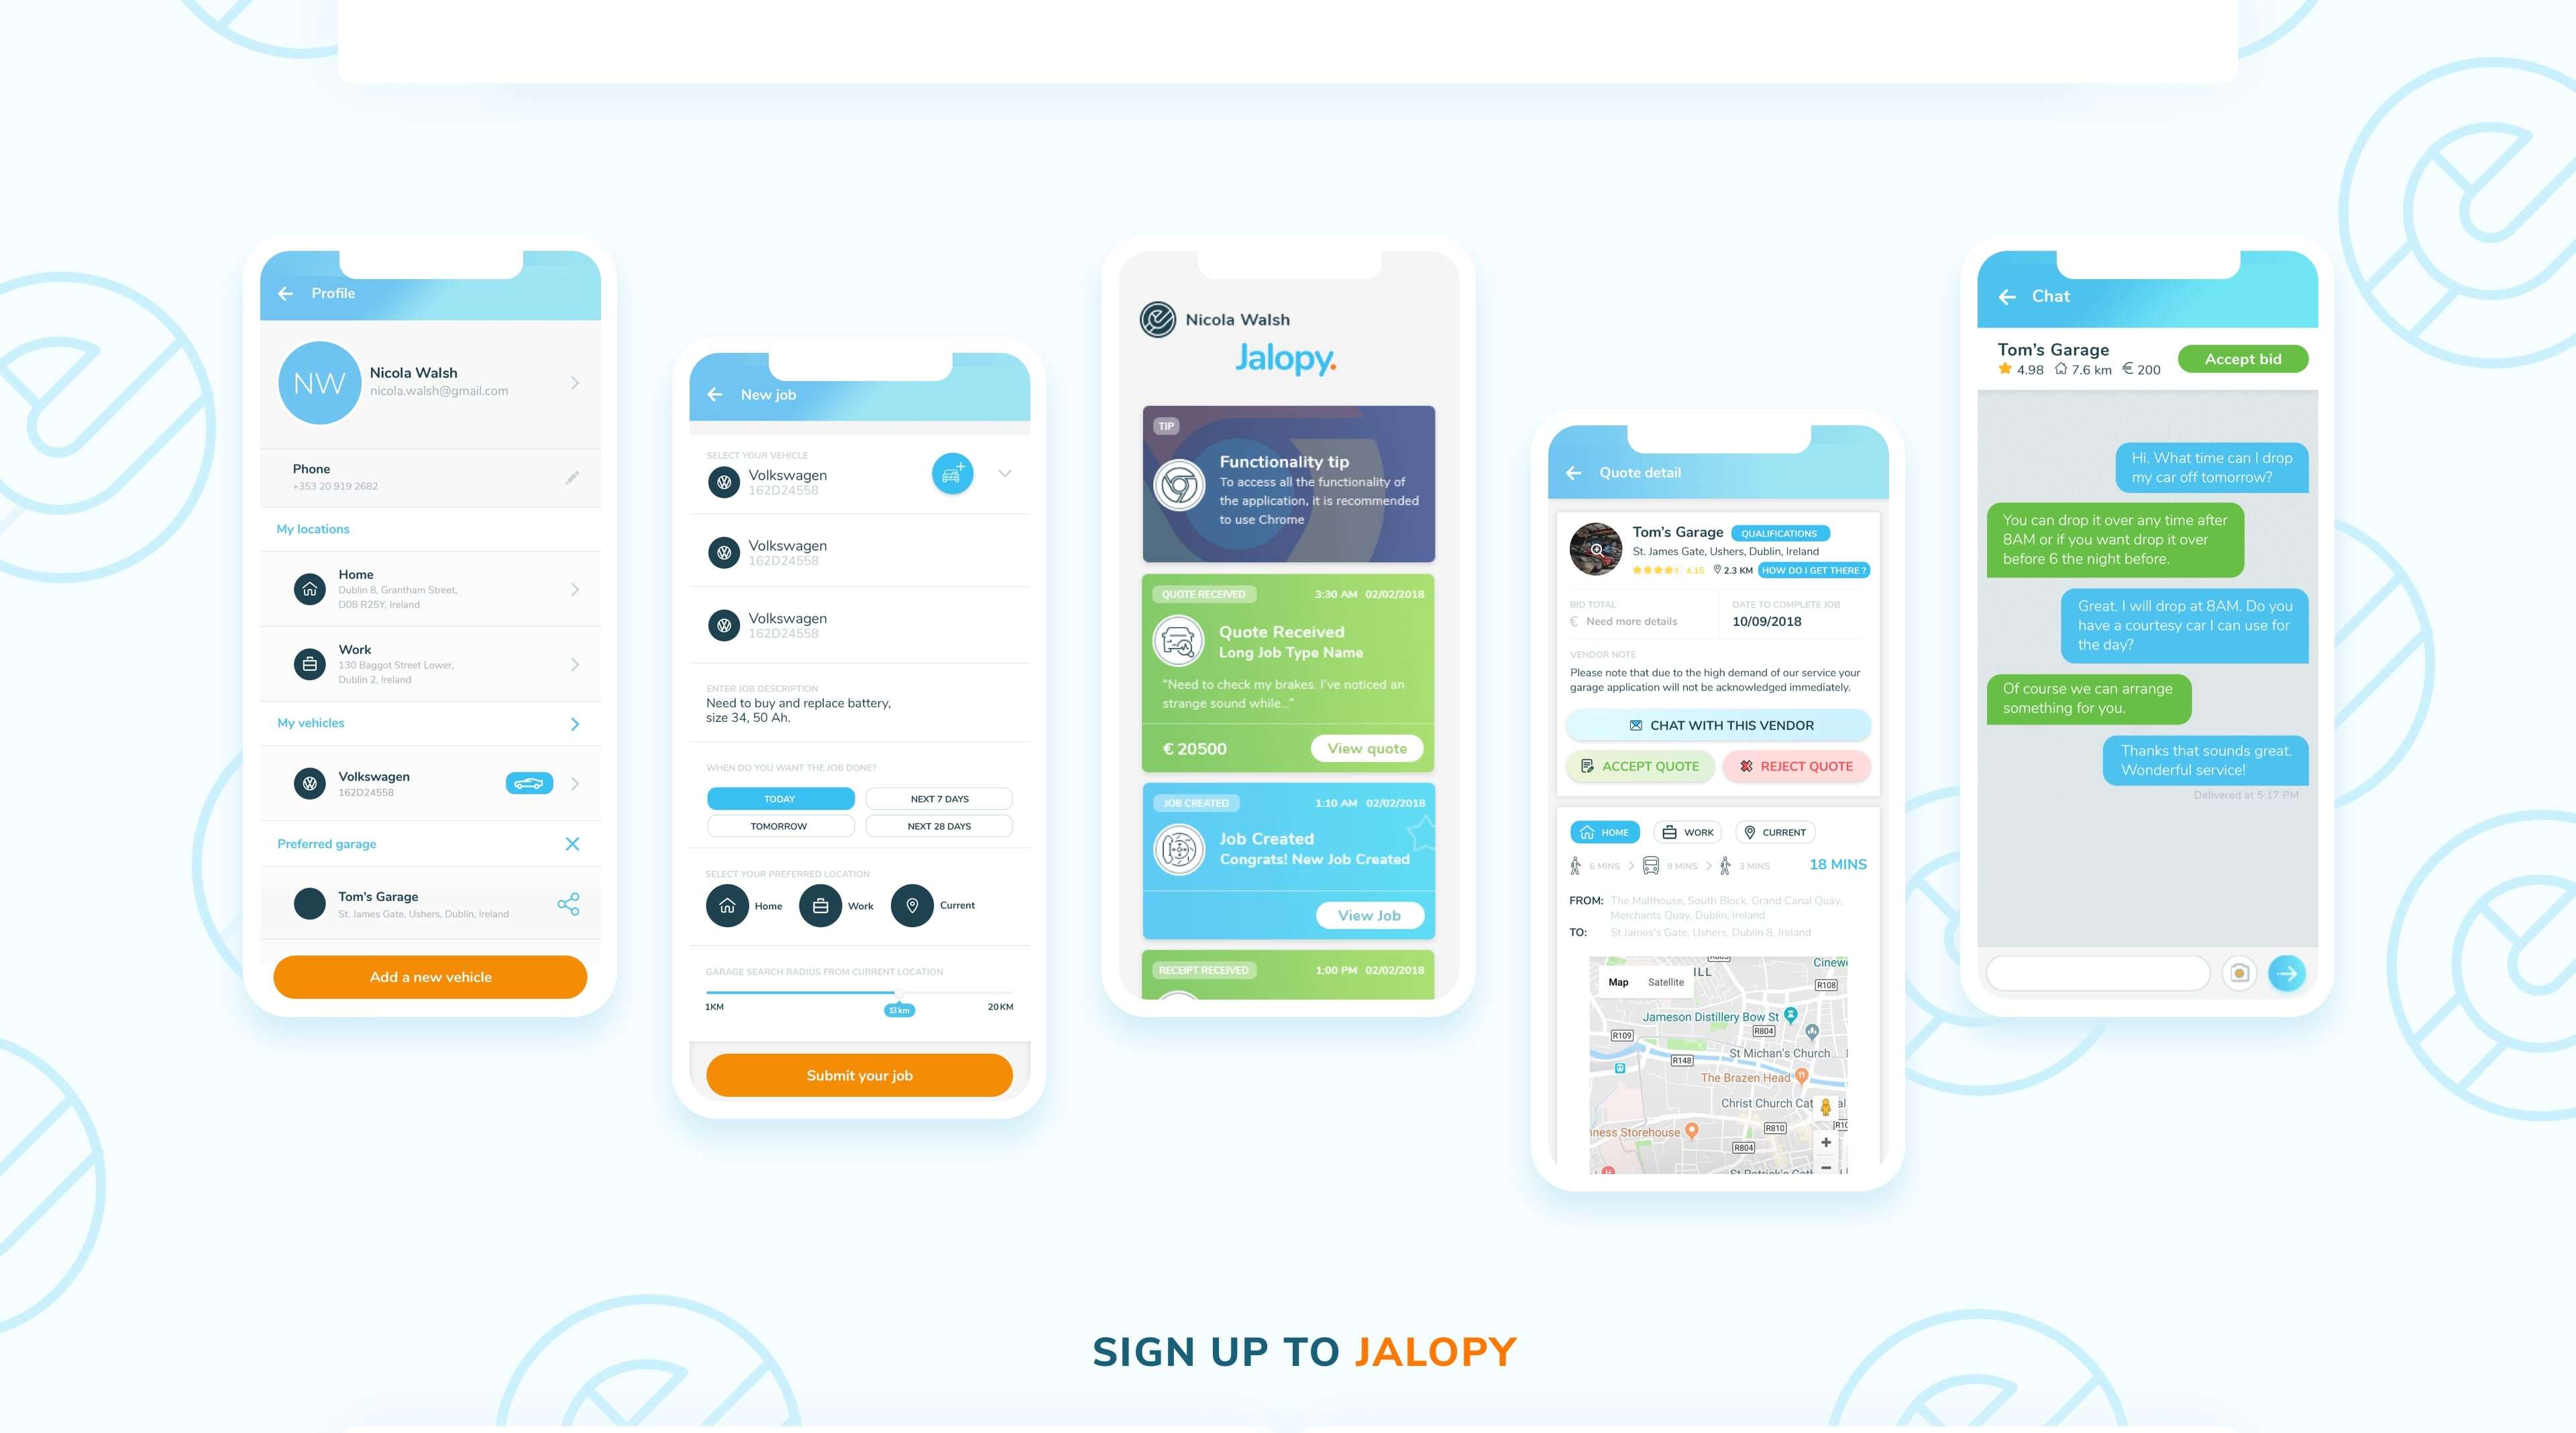 Profile
NW
Nicola Walsh
nicola.walsh@gmail.com
Phone
+353 20 919 2682
My locations
Home
Dublin 8, Grantham Street,
D08 R25Y, Ireland
Work
130 Baggot Street Lower,
Dublin 2, Ireland
My vehicles
Volkswagen
162D24558
Preferred garage
Tom's Garage
St. James Gate, Ushers, Dublin, Ireland
Add a new vehicle
New job
SELECT YOUR VEHICLE
Volkswagen
162D24558
Volkswagen
162D24558
Volkswagen
162D24558
ENTER JOB DESCRIPTION
Need to buy and replace battery,
size 34, 50 Ah.
WHEN DO YOU WANT THE JOB DONE?
TODAY NEXT 7 DAYS
TOMORROW NEXT 28 DAYS
SELECT YOUR PREFERRED LOCATION
Home Work Current
GARAGE SEARCH RADIUS FROM CURRENT LOCATION
1KM 13 km 20 KM
Submit your job
Nicola Walsh
Jalopy.
TIP
Functionality tip
To access all the functionality of
the application, it is recommended
to use Chrome
QUOTE RECEIVED 3:30 AM 02/02/2018
Quote Received
Long Job Type Name
"Need to check my brakes. I've noticed an
strange sound while..."
€ 20500 View quote
JOB CREATED 1:10 AM 02/02/2018
Job Created
Congrats! New Job Created
View Job
RECEIPT RECEIVED 1:00 PM 02/02/2018
Quote detail
Tom's Garage QUALIFICATIONS
St. James Gate, Ushers, Dublin, Ireland
4.15 2.3 KM HOW DO I GET THERE ?
BID TOTAL DATE TO COMPLETE JOB
€ Need more details 10/09/2018
VENDOR NOTE
Please note that due to the high demand of our service your
garage application will not be acknowledged immediately.
CHAT WITH THIS VENDOR
ACCEPT QUOTE REJECT QUOTE
HOME WORK CURRENT
6 MINS > 9 MINS > 3 MINS 18 MINS
FROM: The Malthouse, South Block, Grand Canal Quay,
Merchants Quay, Dublin, Ireland
TO: St James's Gate, Ushers, Dublin 8, Ireland
Cinew
Map Satellite ILL
R108
Jameson Distillery Bow St
R804
R109
St Michan's Church
R148
The Brazen Head
Christ Church Cat al
R810
nness Storehouse
R804
Chat
Tom's Garage
4.98 7.6 km € 200
Accept bid
Hi. What time can I drop
my car off tomorrow?
You can drop it over any time after
8AM or if you want drop it over
before 6 the night before.
Great. I will drop at 8AM. Do you
have a courtesy car I can use for
the day?
Of course we can arrange
something for you.
Thanks that sounds great.
Wonderful service!
Delivered at 5:17 PM
SIGN UP TO JALOPY